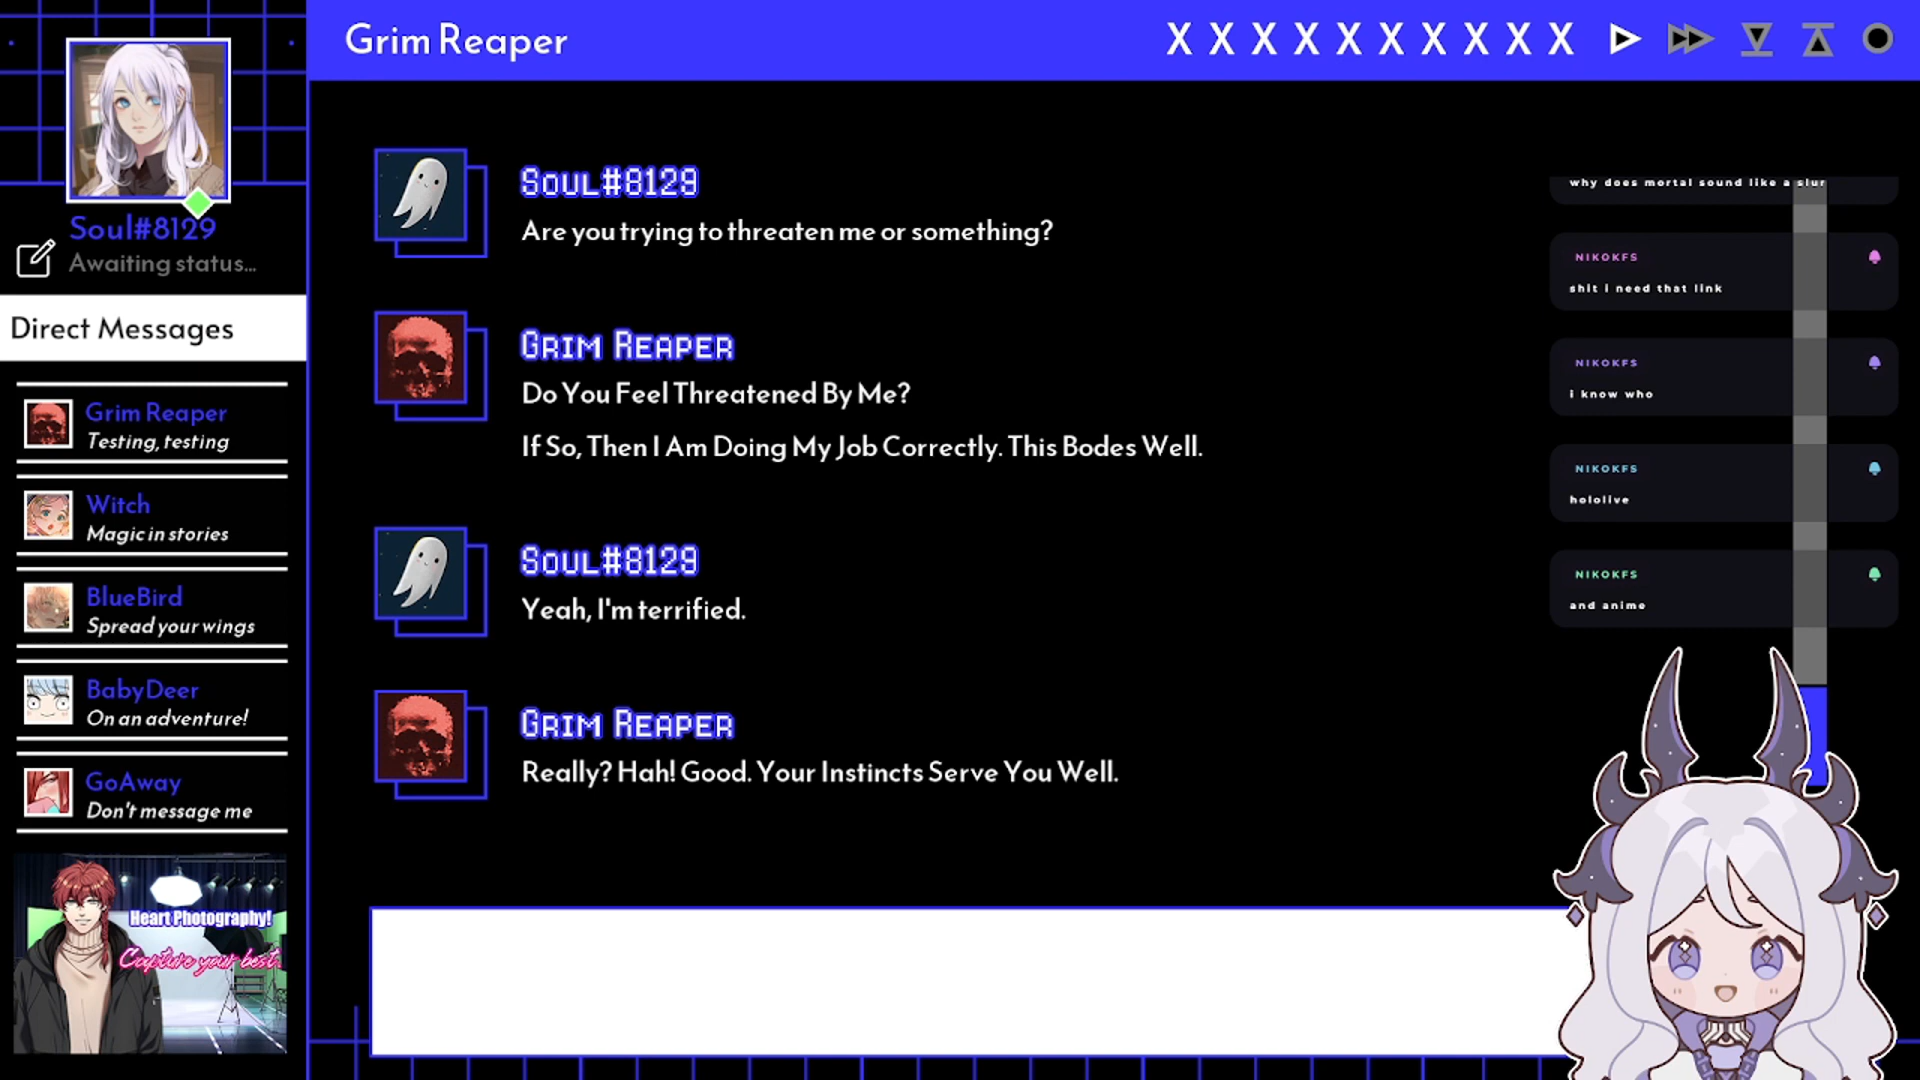 Grim Reaper
X X X X X X X X X X
Soul#8129
Awaiting status...
Direct Messages
Grim Reaper
Testing, testing
Witch
Magic in stories
BlueBird
Spread your wings
BabyDeer
On an adventure!
GoAway
Don't message me
Heart Photography!
Capture your best.
Soul#8129
Are you trying to threaten me or something?
Grim Reaper
Do You Feel Threatened By Me?
If So, Then I Am Doing My Job Correctly. This Bodes Well.
Soul#8129
Yeah, I'm terrified.
Grim Reaper
Really? Hah! Good. Your Instincts Serve You Well.
why does mortal sound like a slur
NIKOKFS
shit i need that link
NIKOKFS
i know who
NIKOKFS
hololive
NIKOKFS
and anime